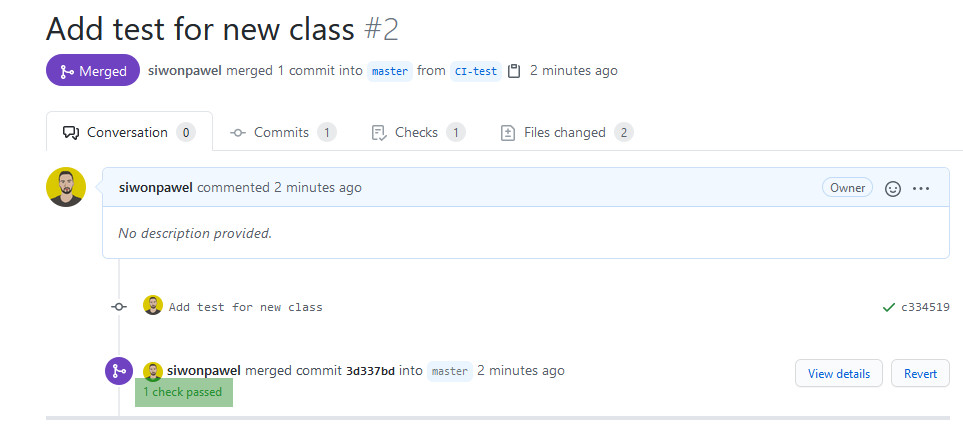 Add test for new class #2
Merged siwonpawel merged 1 commit into master from CI-test 2 minutes ago
Conversation 0 Commits 1 Checks 1 Files changed 2
siwonpawel commented 2 minutes ago Owner
No description provided.
Add test for new class c334519
siwonpawel merged commit 3d337bd into master 2 minutes ago View details Revert
1 check passed